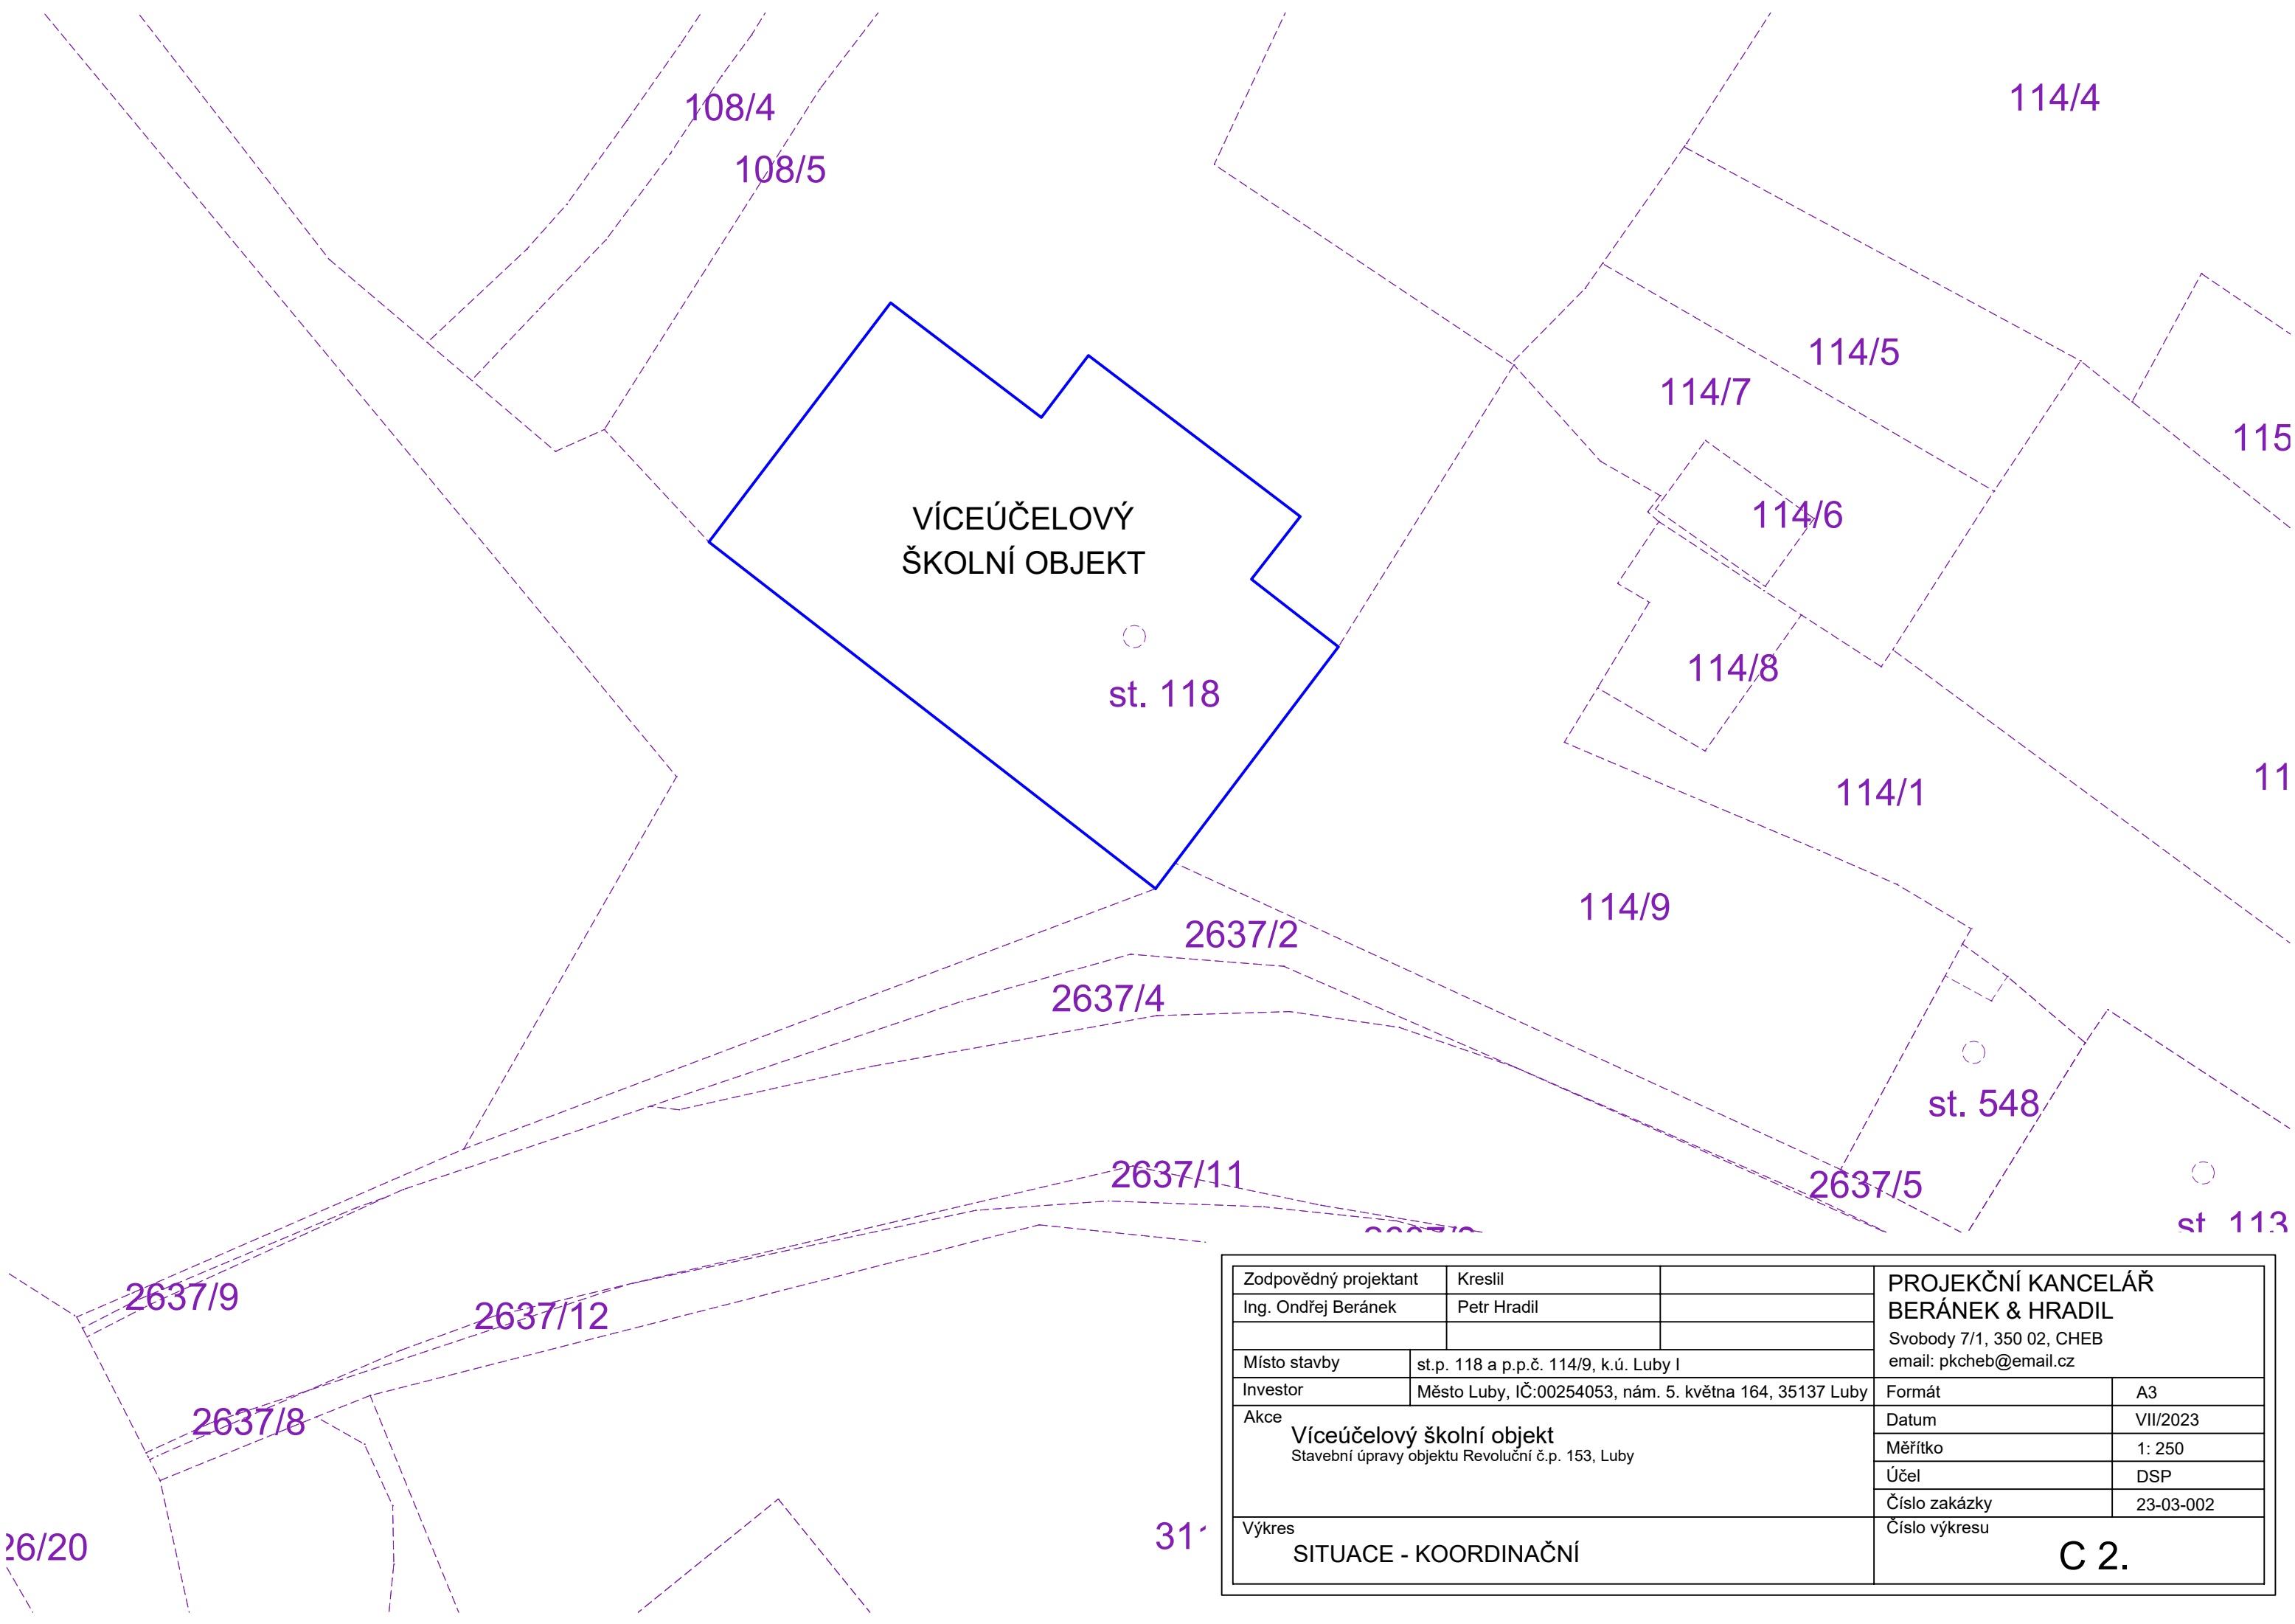 108/4
114/4
108/5
114/5
114/7
115
114/6
VÍCEÚČELOVÝ
ŠKOLNÍ OBJEKT
114/8
st. 118
11
114/1
114/9
2637/2
2637/4
st. 548
2637/11
2637/5
st. 113
2637/9
2637/12
2637/8
26/20
311
Zodpovědný projektant Kreslil
Ing. Ondřej Beránek Petr Hradil
Místo stavby st.p. 118 a p.p.č. 114/9, k.ú. Luby I
Investor Město Luby, IČ:00254053, nám. 5. května 164, 35137 Luby
Akce
Víceúčelový školní objekt
Stavební úpravy objektu Revoluční č.p. 153, Luby
Výkres
SITUACE - KOORDINAČNÍ
PROJEKČNÍ KANCELÁŘ
BERÁNEK & HRADIL
Svobody 7/1, 350 02, CHEB
email: pkcheb@email.cz
Formát A3
Datum VII/2023
Měřítko 1: 250
Účel DSP
Číslo zakázky 23-03-002
Číslo výkresu
C 2.